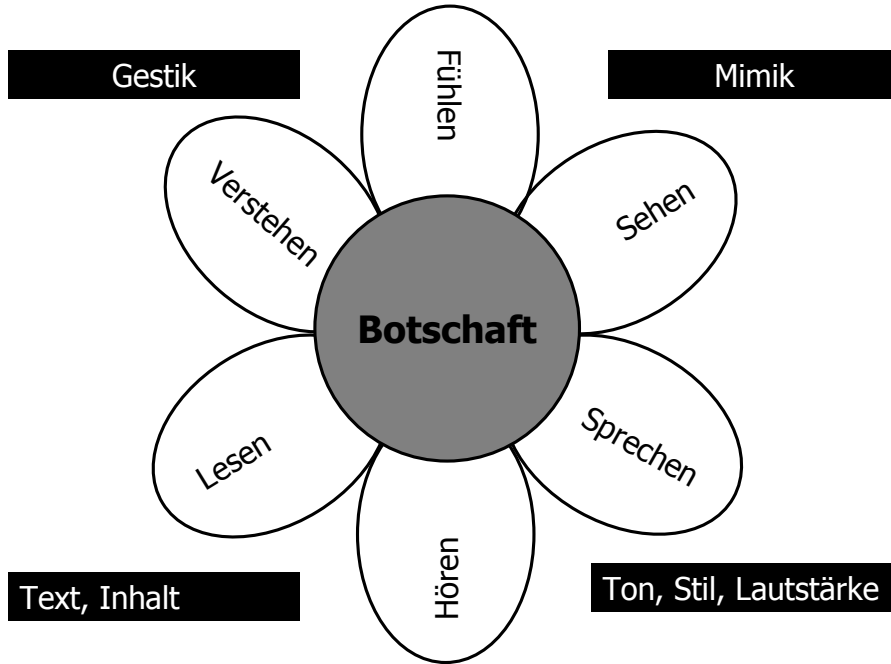 Gestik
Fühlen
Mimik
Verstehen
Sehen
Botschaft
Lesen
Sprechen
Hören
Text, Inhalt
Ton, Stil, Lautstärke